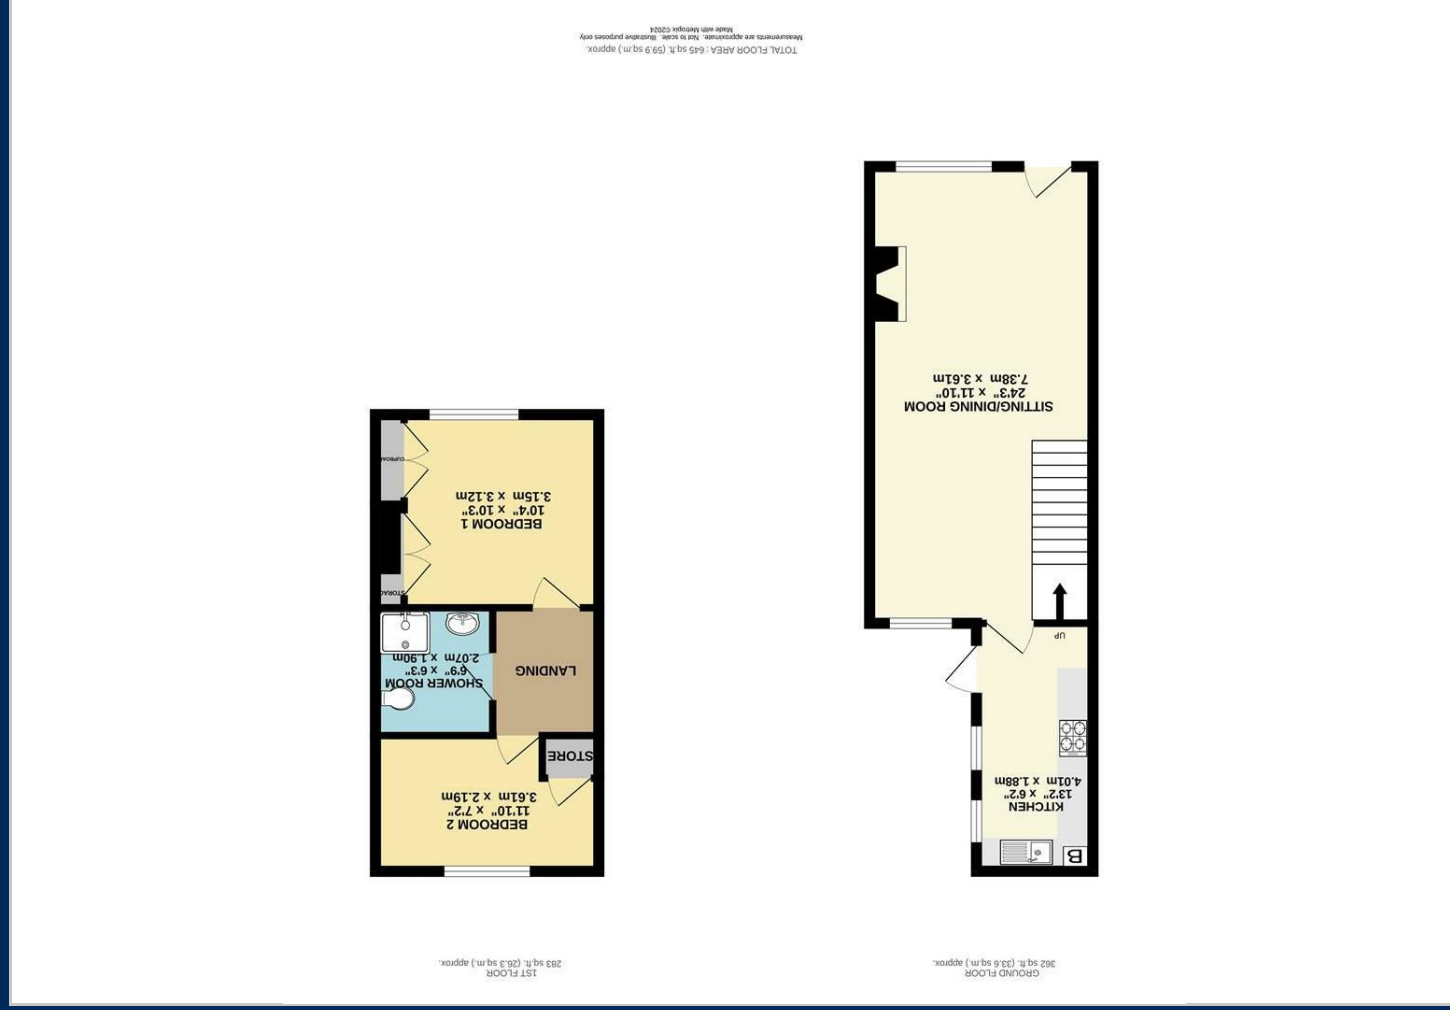 GROUND FLOOR
362 sq.ft. (33.6 sq.m.) approx.
1ST FLOOR
283 sq.ft. (26.3 sq.m.) approx.
B
KITCHEN
13'2" x 6'2"
4.01m x 1.88m
UP
SITTING/DINING ROOM
24'3" x 11'10"
7.38m x 3.61m
BEDROOM 2
11'10" x 7'2"
3.61m x 2.19m
STORE
LANDING
SHOWER ROOM
6'9" x 6'3"
2.07m x 1.90m
STORAG
BEDROOM 1
10'4" x 10'3"
3.15m x 3.12m
CUPBOAR
TOTAL FLOOR AREA : 645 sq.ft. (59.9 sq.m.) approx.
Measurements are approximate. Not to scale. Illustrative purposes only
Made with Metropix ©2024